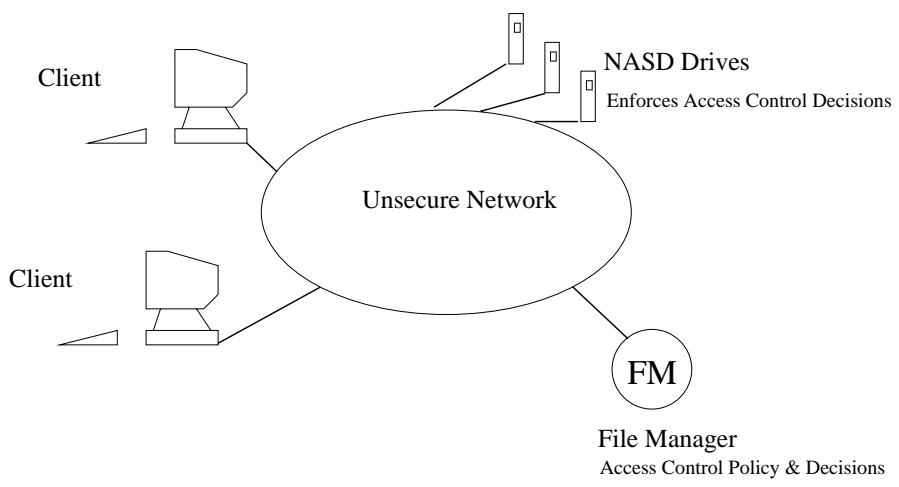 Client
NASD Drives
Enforces Access Control Decisions
Unsecure Network
Client
FM
File Manager
Access Control Policy & Decisions